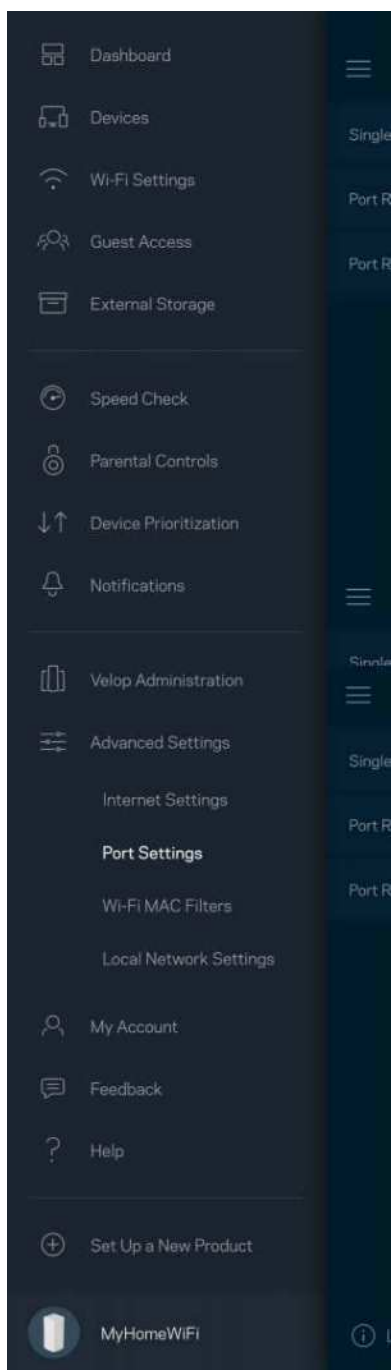 Dashboard
Devices
Wi-Fi Settings
Guest Access
External Storage
Speed Check
Parental Controls
Device Prioritization
Notifications
Velop Administration
Advanced Settings
Internet Settings
Port Settings
Wi-Fi MAC Filters
Local Network Settings
My Account
Feedback
Help
Set Up a New Product
MyHomeWiFi
Single
Port R
Port R
Single
Single
Port R
Port R